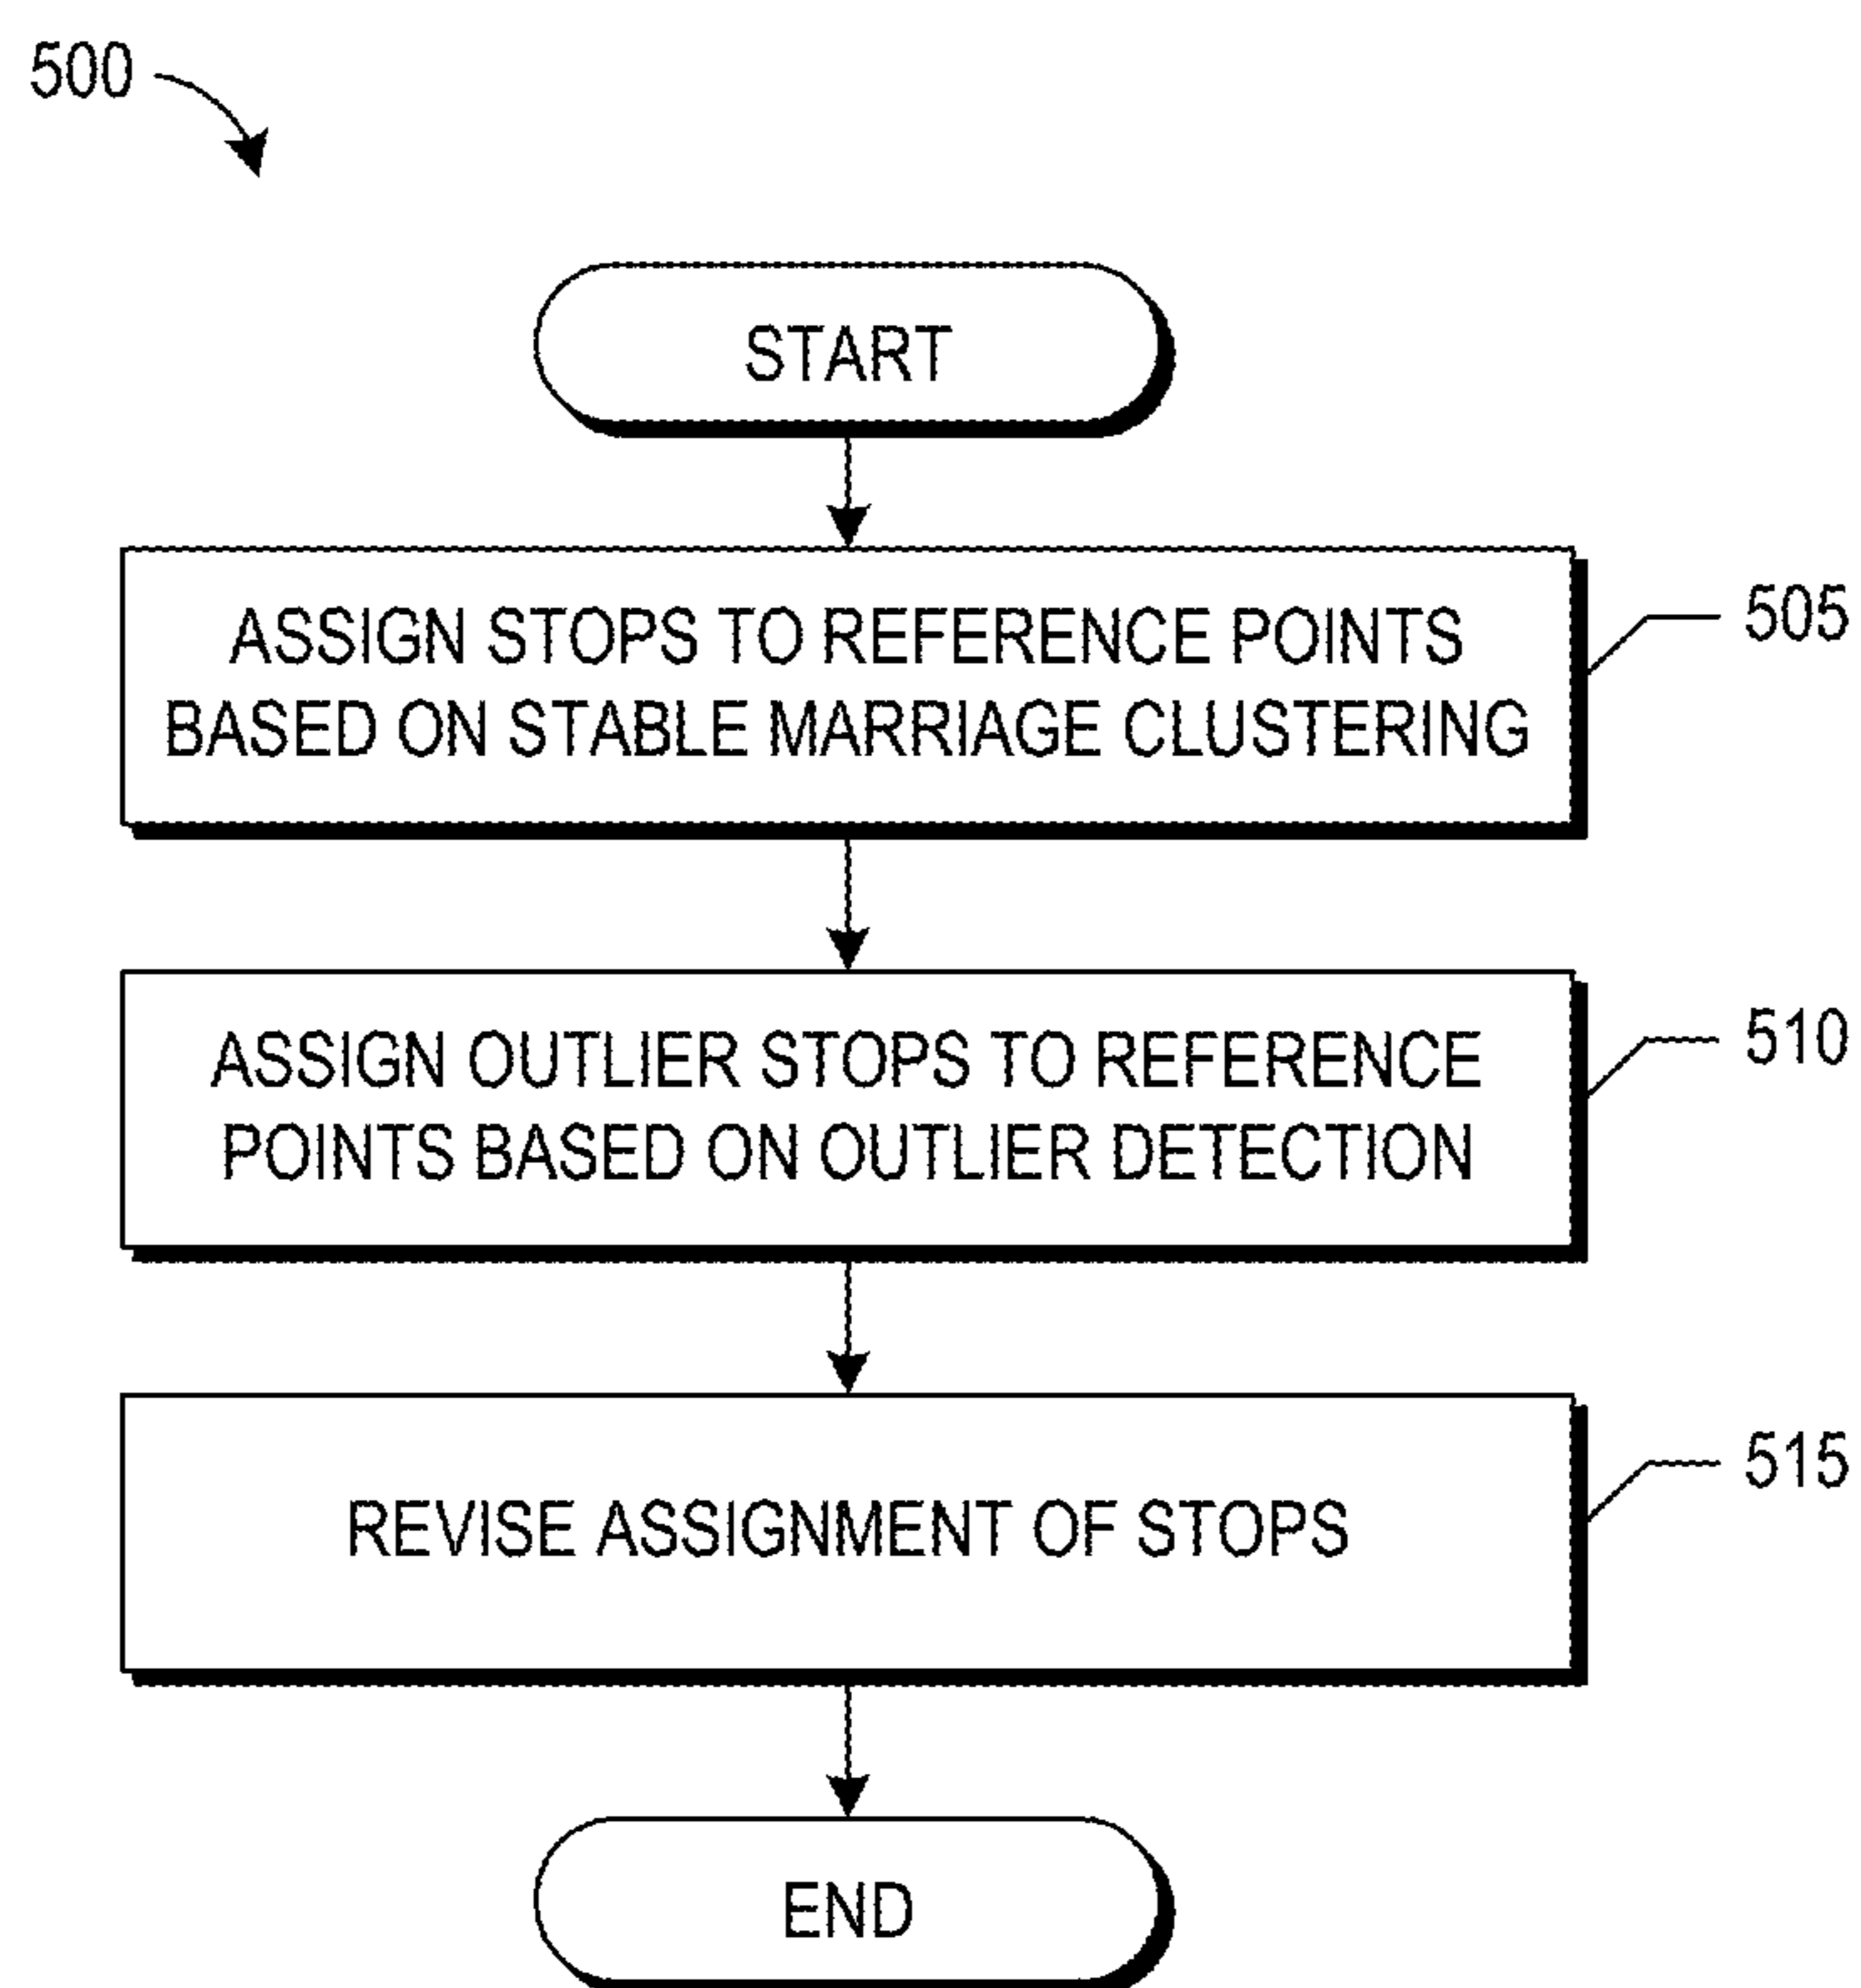 500
START
ASSIGN STOPS TO REFERENCE POINTS
BASED ON STABLE MARRIAGE CLUSTERING
505
ASSIGN OUTLIER STOPS TO REFERENCE
POINTS BASED ON OUTLIER DETECTION
510
REVISE ASSIGNMENT OF STOPS
515
END